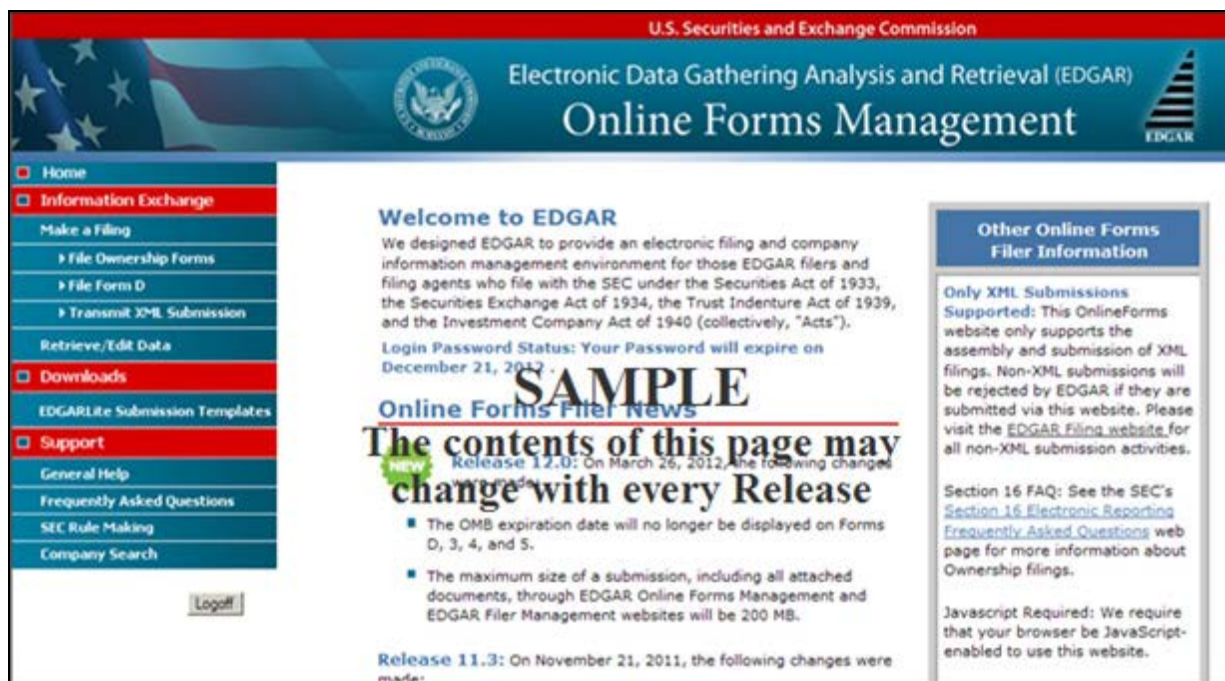 U.S. Securities and Exchange Commission
Electronic Data Gathering Analysis and Retrieval (EDGAR)
Online Forms Management
EDGAR
Home
Information Exchange
Make a Filing
File Ownership Forms
File Form D
Transmit XML Submission
Retrieve/Edit Data
Downloads
EDGARLite Submission Templates
Support
General Help
Frequently Asked Questions
SEC Rule Making
Company Search
Logoff
Welcome to EDGAR
We designed EDGAR to provide an electronic filing and company
information management environment for those EDGAR filers and
filing agents who file with the SEC under the Securities Act of 1933,
the Securities Exchange Act of 1934, the Trust Indenture Act of 1939,
and the Investment Company Act of 1940 (collectively, "Acts").
Login Password Status: Your Password will expire on
December 21, 2012 .
SAMPLE
Online Forms Filer News
The contents of this page may
change with every Release
NEW
Release 12.0: On March 26, 2012, the following changes
were made:
The OMB expiration date will no longer be displayed on Forms
D, 3, 4, and 5.
The maximum size of a submission, including all attached
documents, through EDGAR Online Forms Management and
EDGAR Filer Management websites will be 200 MB.
Release 11.3: On November 21, 2011, the following changes were
made:
Other Online Forms
Filer Information
Only XML Submissions
Supported: This OnlineForms
website only supports the
assembly and submission of XML
filings. Non-XML submissions will
be rejected by EDGAR if they are
submitted via this website. Please
visit the EDGAR Filing website for
all non-XML submission activities.
Section 16 FAQ: See the SEC's
Section 16 Electronic Reporting
Frequently Asked Questions web
page for more information about
Ownership filings.
Javascript Required: We require
that your browser be JavaScript-
enabled to use this website.